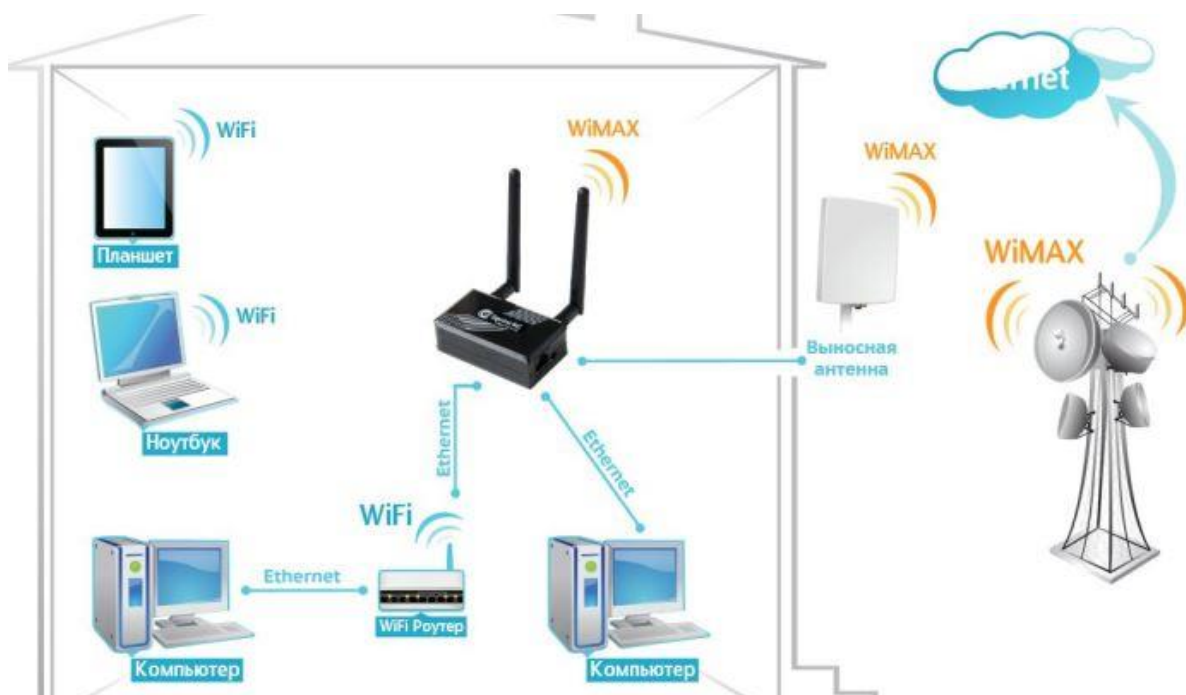 WiFi
WiMAX
WiMAX
Планшет
WiMAX
WiFi
Выносная
антенна
Ноутбук
Ethernet
Ethernet
WiFi
Ethernet
WiFi Роутер
Компьютер
Компьютер